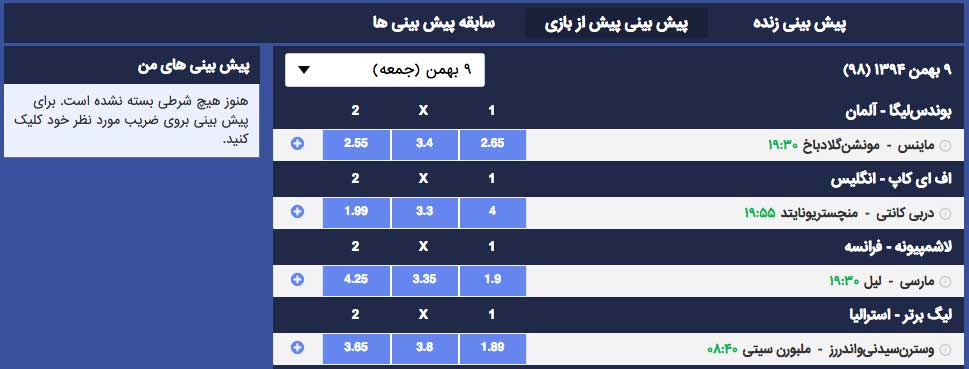 پیش بینی زنده پیش بینی پیش از بازی سابقه پیش بینی ها
۹ بهمن ۱۳۹۴ (۹۸) ۹ بهمن (جمعه)
بوندس‌لیگا - آلمان 1 X 2
ماینس - مونشن‌گلادباخ ۱۹:۳۰ 2.65 3.4 2.55
اف ای کاپ - انگلیس 1 X 2
دربی کانتی - منچستریونایتد ۱۹:۵۵ 4 3.3 1.99
لاشمپیونه - فرانسه 1 X 2
مارسی - لیل ۱۹:۳۰ 1.9 3.35 4.25
لیگ برتر - استرالیا 1 X 2
وسترن‌سیدنی‌واندررز - ملبورن سیتی ۰۸:۴۰ 1.89 3.8 3.65
پیش بینی های من
هنوز هیچ شرطی بسته نشده است. برای
پیش بینی بروی ضریب مورد نظر خود کلیک
کنید.